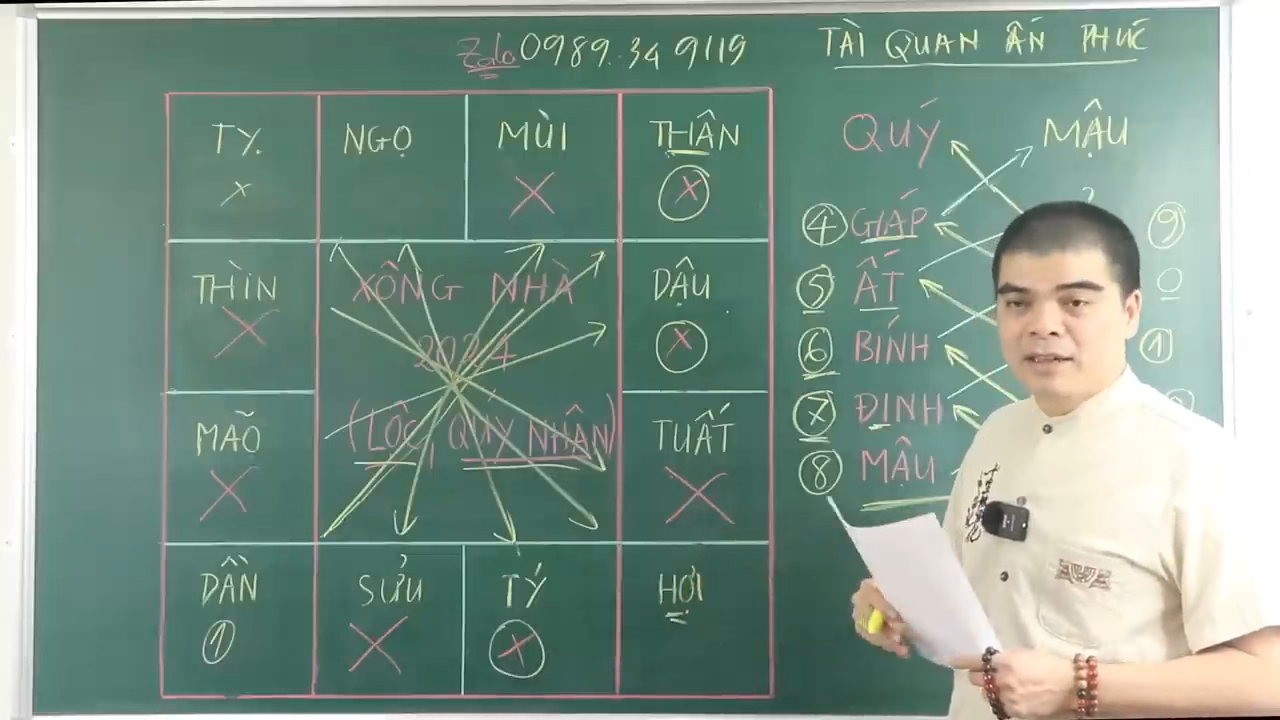 Zalo 0989.34 9119
TÀI QUAN ẤN PHÚC
TỴ. NGỌ MÙI THÂN
THÌN XÔNG NHÀ DẬU
2024
MÃO (LỘC, QUÝ NHÂN) TUẤT
DẦN SỬU TÝ HỢI
1
QUÝ MẬU
4 GIÁP 9
5 ẤT 0
6 BÍNH 1
7 ĐINH
8 MẬU